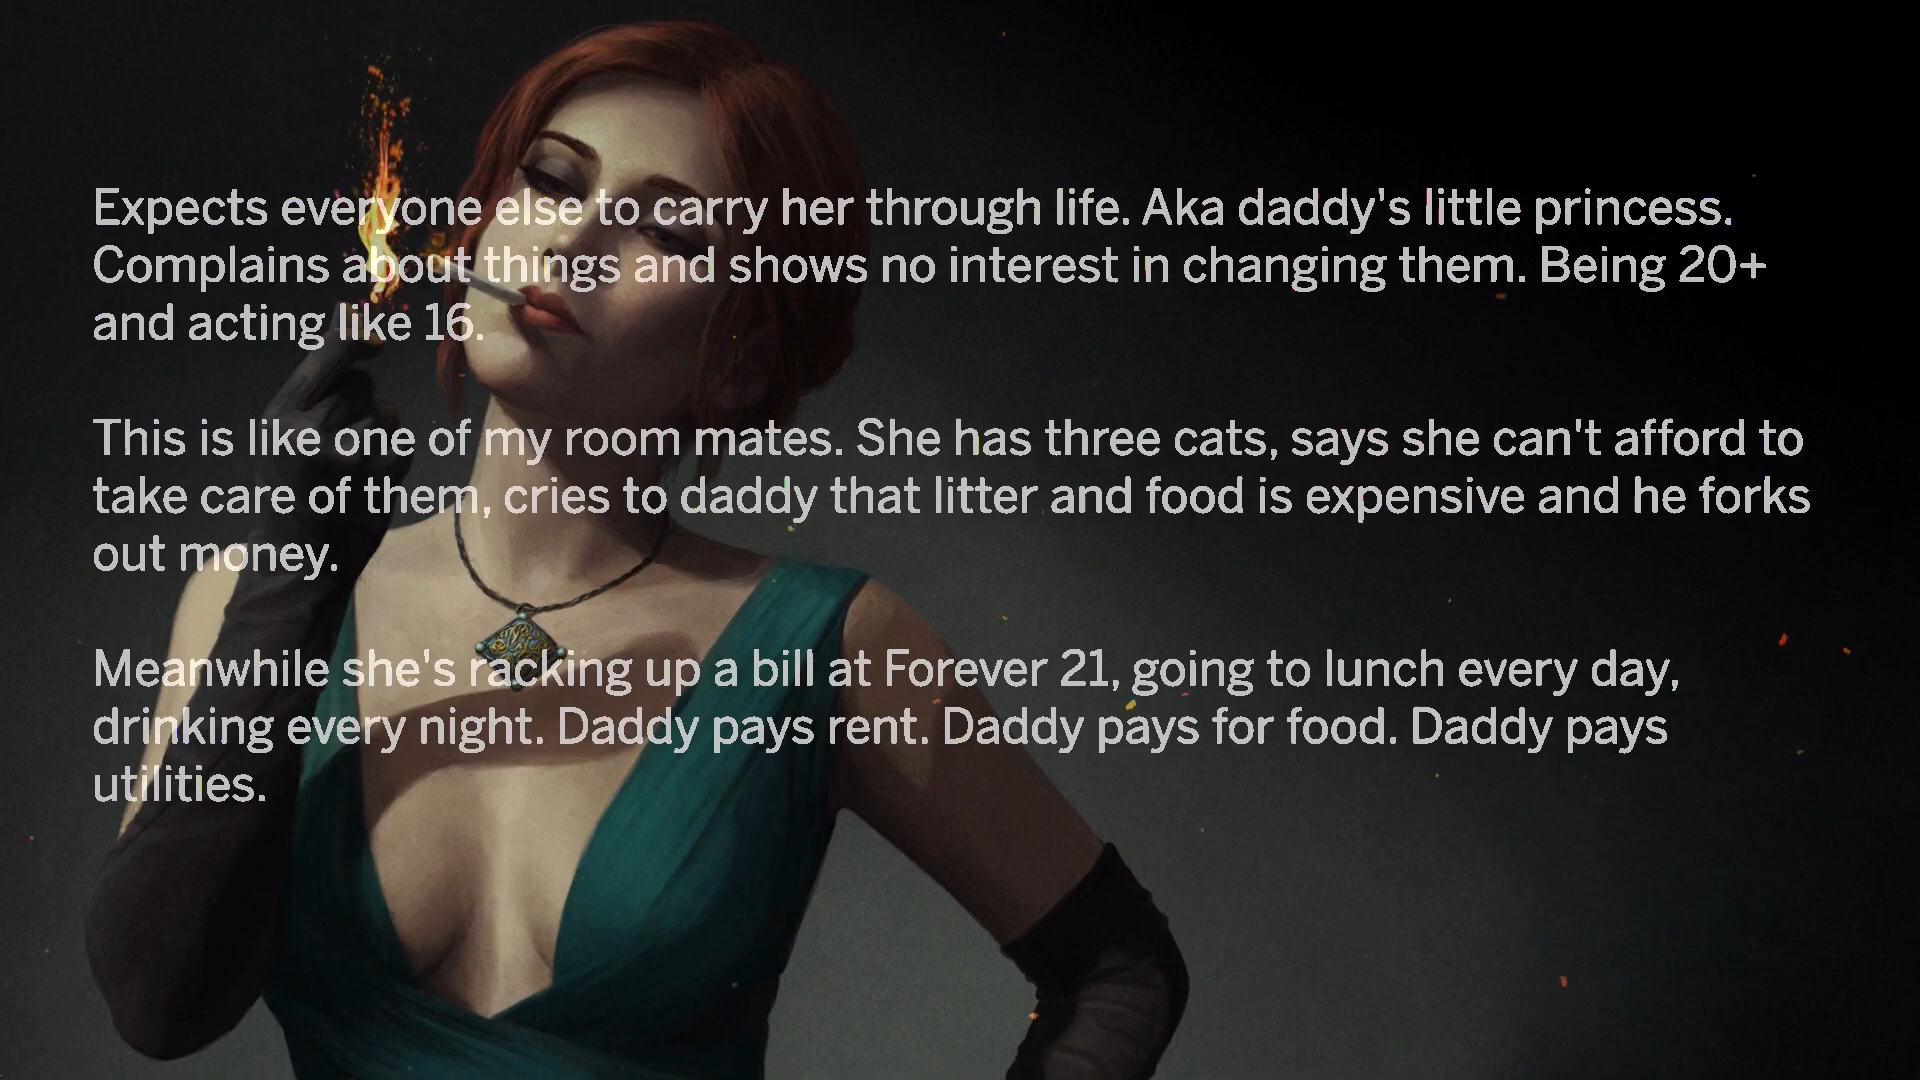 Expects everyone else to carry her through life. Aka daddy's little princess.
Complains about things and shows no interest in changing them. Being 20+
and acting like 16.
This is like one of my room mates. She has three cats, says she can't afford to
take care of them, cries to daddy that litter and food is expensive and he forks
out money.
Meanwhile she's racking up a bill at Forever 21, going to lunch every day,
drinking every night. Daddy pays rent. Daddy pays for food. Daddy pays
utilities.